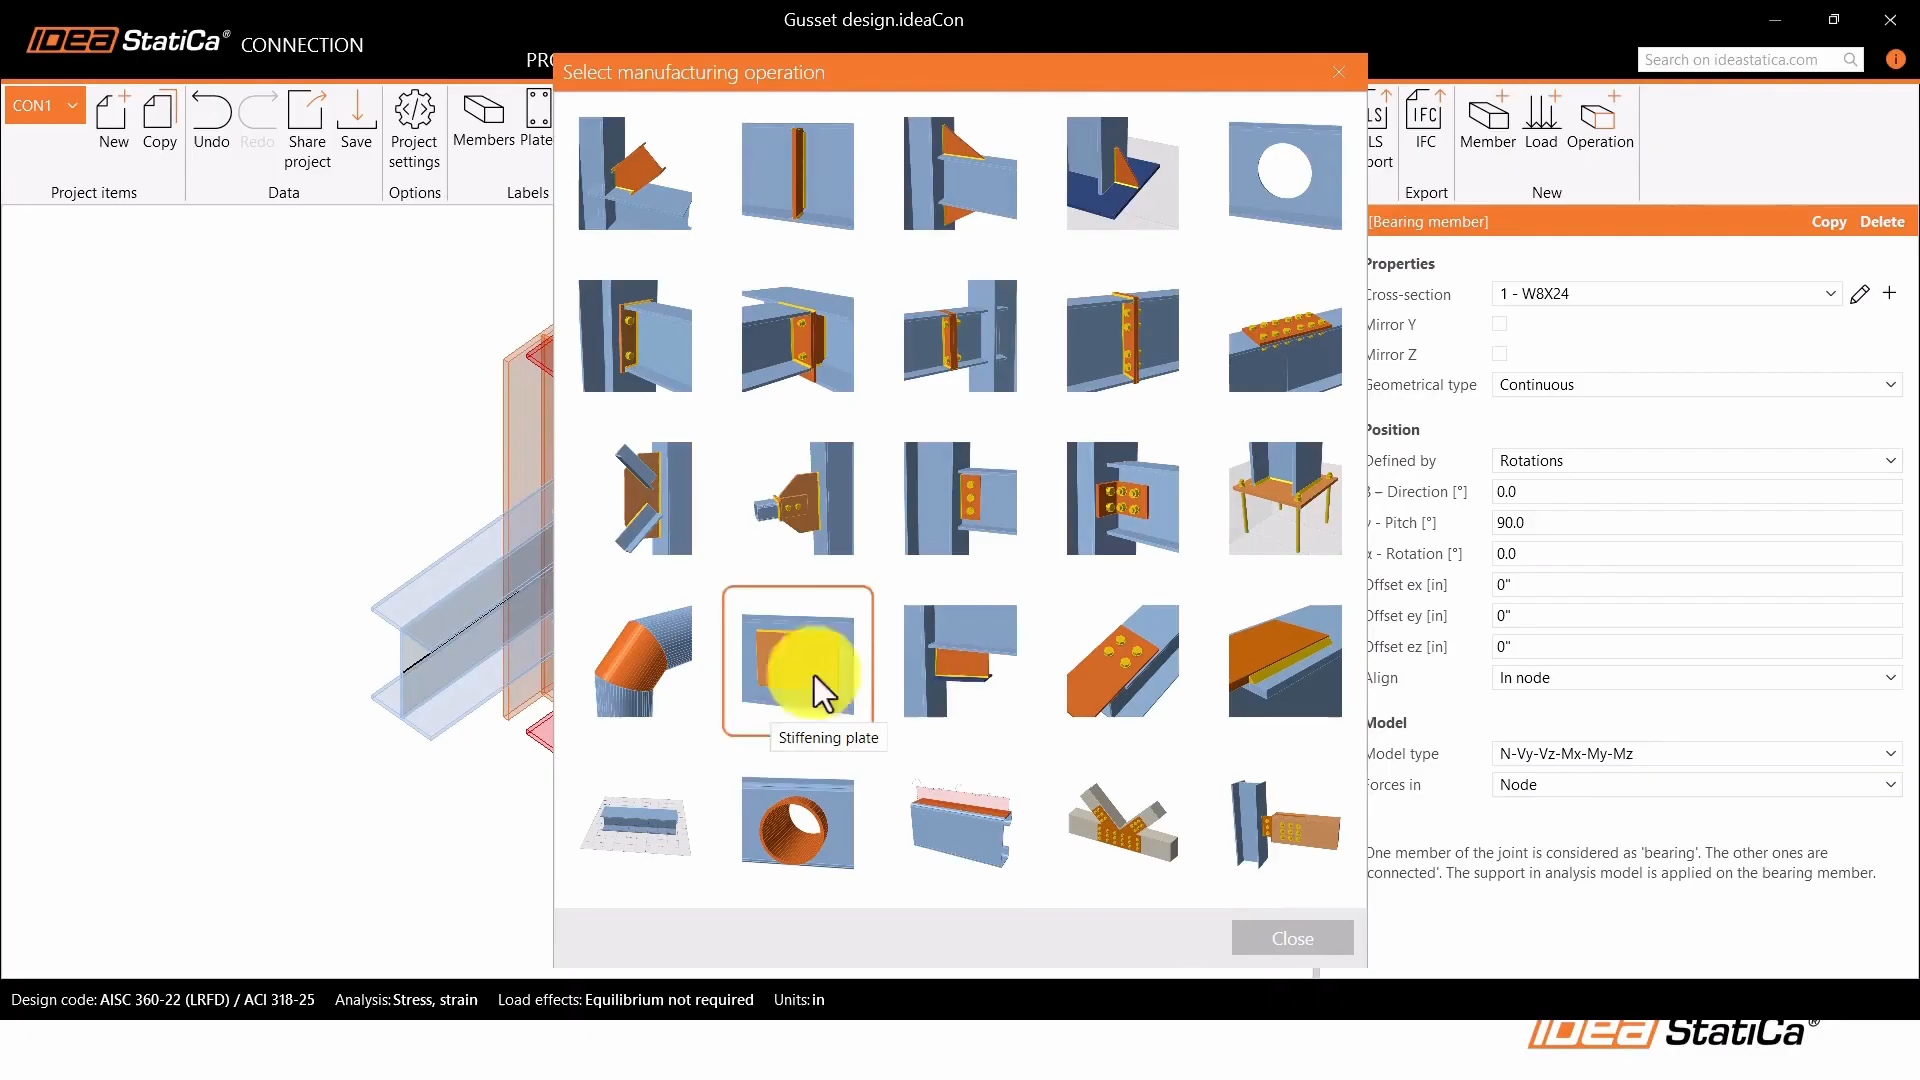 Gusset design.ideaCon
IDEA StatiCa® CONNECTION
PRO
Search on ideastatica.com
Select manufacturing operation
CON1
New
Copy
Undo
Redo
Share project
Save
Project settings
Members
Plate
IFC
Member
Load
Operation
Project items
Data
Options
Labels
Export
New
[Bearing member]
Copy
Delete
Properties
Cross-section
1 - W8X24
Mirror Y
Mirror Z
Geometrical type
Continuous
Position
Defined by
Rotations
β – Direction [°]
0.0
γ - Pitch [°]
90.0
α - Rotation [°]
0.0
Offset ex [in]
0"
Offset ey [in]
0"
Offset ez [in]
0"
Align
In node
Model
Model type
N-Vy-Vz-Mx-My-Mz
Forces in
Node
One member of the joint is considered as 'bearing'. The other ones are
connected'. The support in analysis model is applied on the bearing member.
Stiffening plate
Close
Design code: AISC 360-22 (LRFD) / ACI 318-25
Analysis: Stress, strain
Load effects: Equilibrium not required
Units: in
IDEA StatiCa®